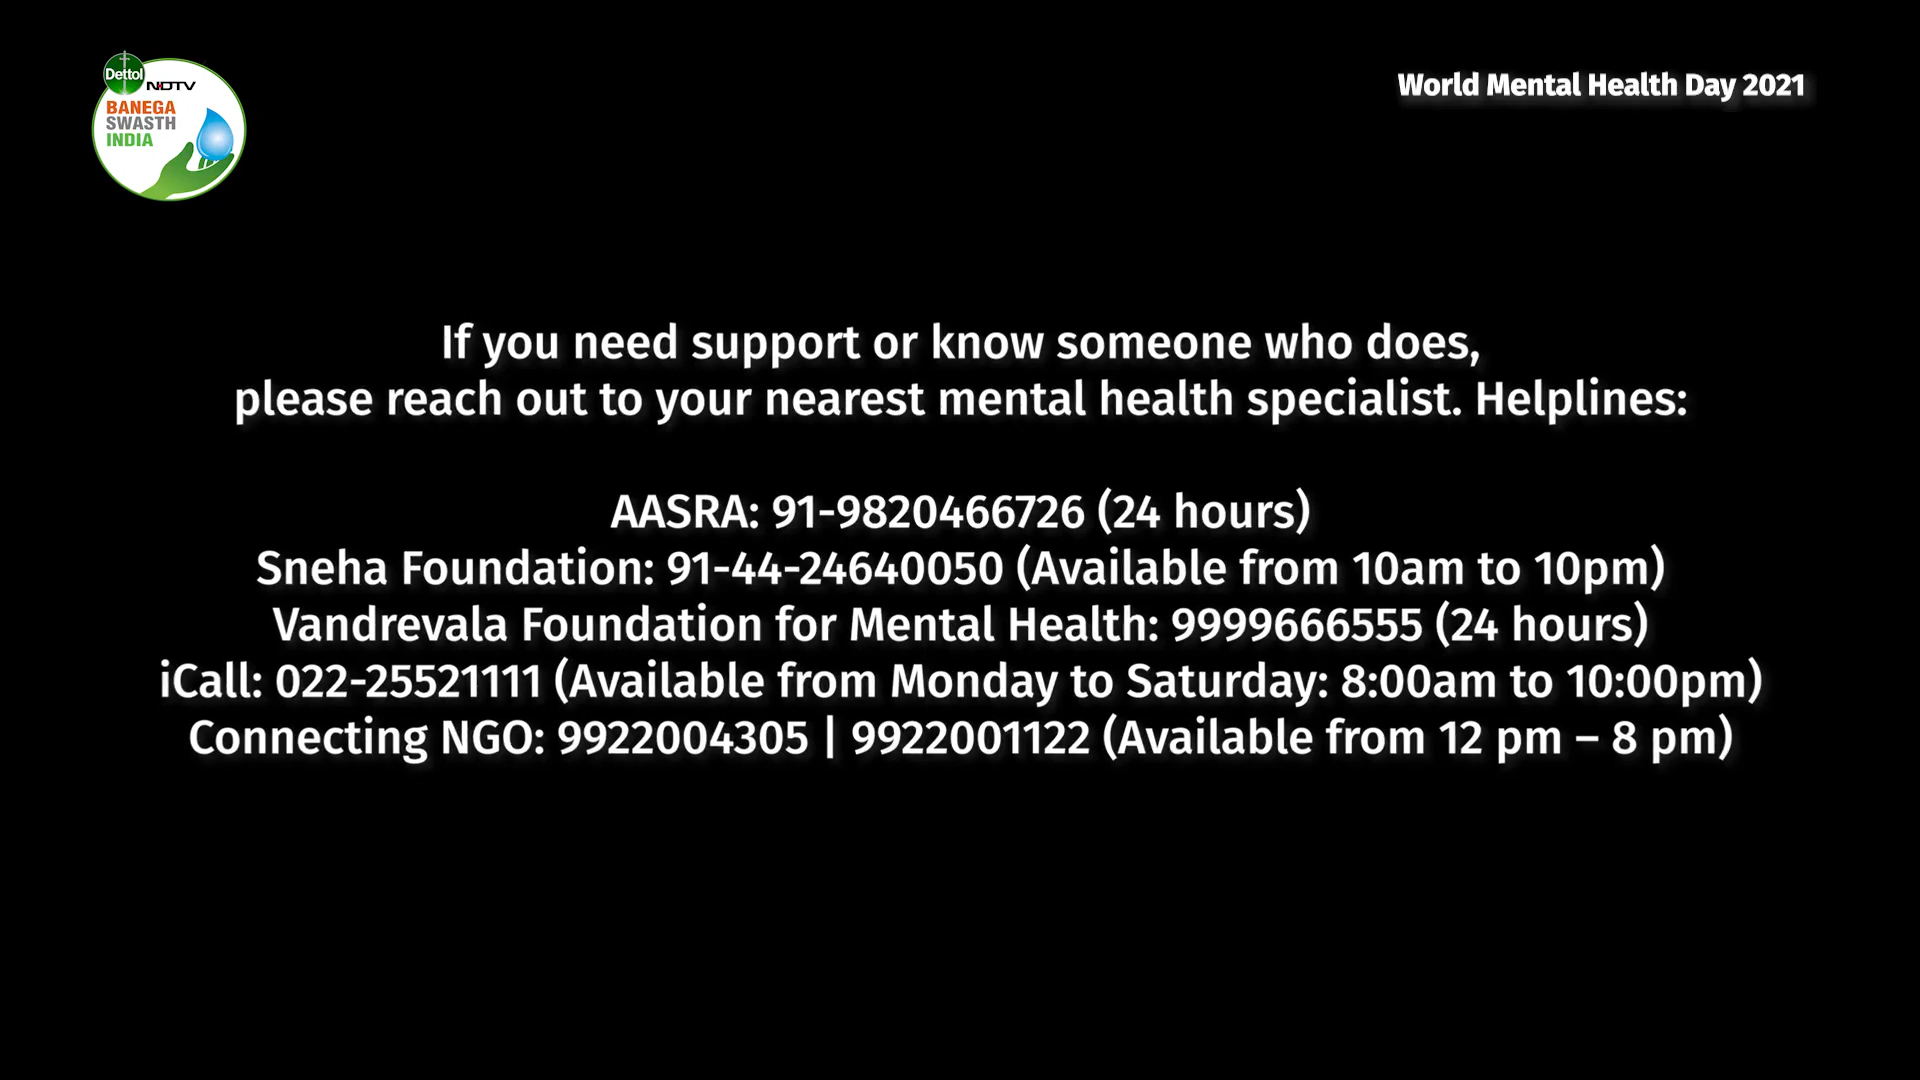 Dettol
NDTV
BANEGA
SWASTH
INDIA
World Mental Health Day 2021
If you need support or know someone who does,
please reach out to your nearest mental health specialist. Helplines:
AASRA: 91-9820466726 (24 hours)
Sneha Foundation: 91-44-24640050 (Available from 10am to 10pm)
Vandrevala Foundation for Mental Health: 9999666555 (24 hours)
iCall: 022-25521111 (Available from Monday to Saturday: 8:00am to 10:00pm)
Connecting NGO: 9922004305 | 9922001122 (Available from 12 pm – 8 pm)